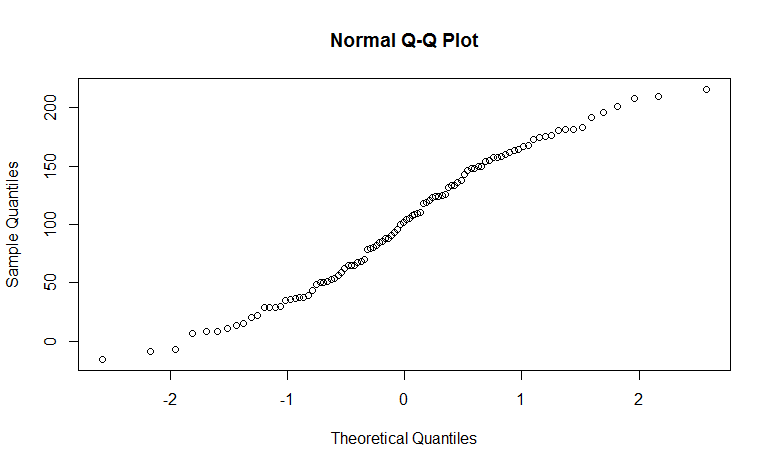 Normal Q-Q Plot
200
150
100
50
0
Sample Quantiles
-2 -1 0 1 2
Theoretical Quantiles